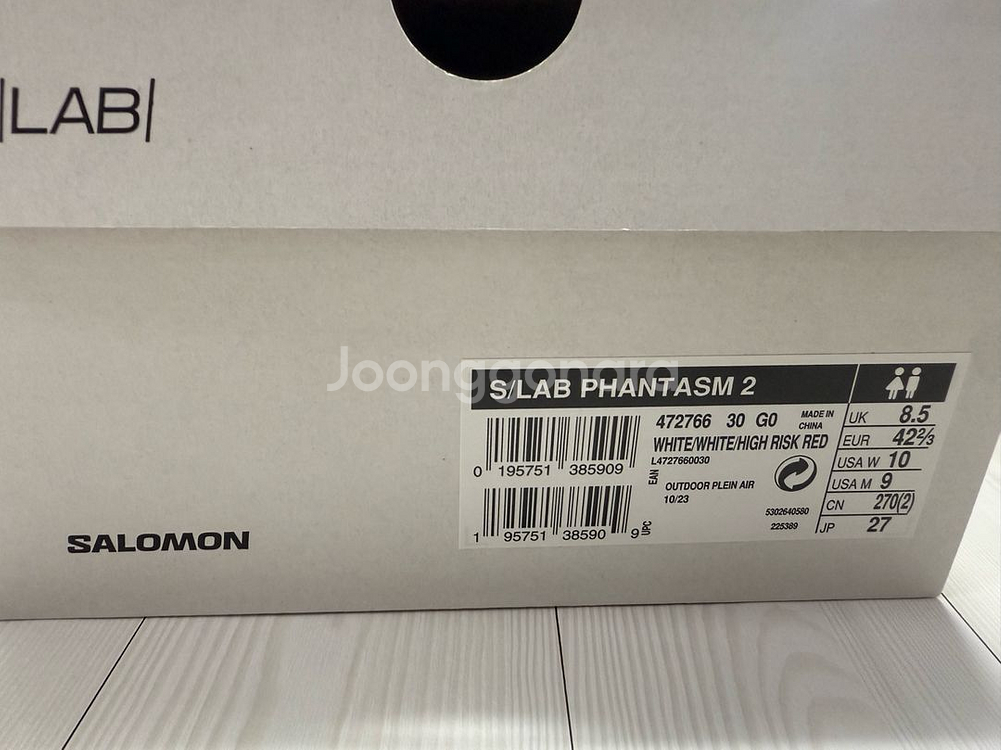 |LAB|
Joonggonara
S/LAB PHANTASM 2
472766 30 G0
MADE IN CHINA
WHITE/WHITE/HIGH RISK RED
L4727660030
EAN
0 195751 385909
OUTDOOR PLEIN AIR
10/23
5302640580
225389
1 95751 38590 9
UPC
UK 8.5
EUR 42⅔
USA W 10
USA M 9
CN 270(2)
JP 27
SALOMON